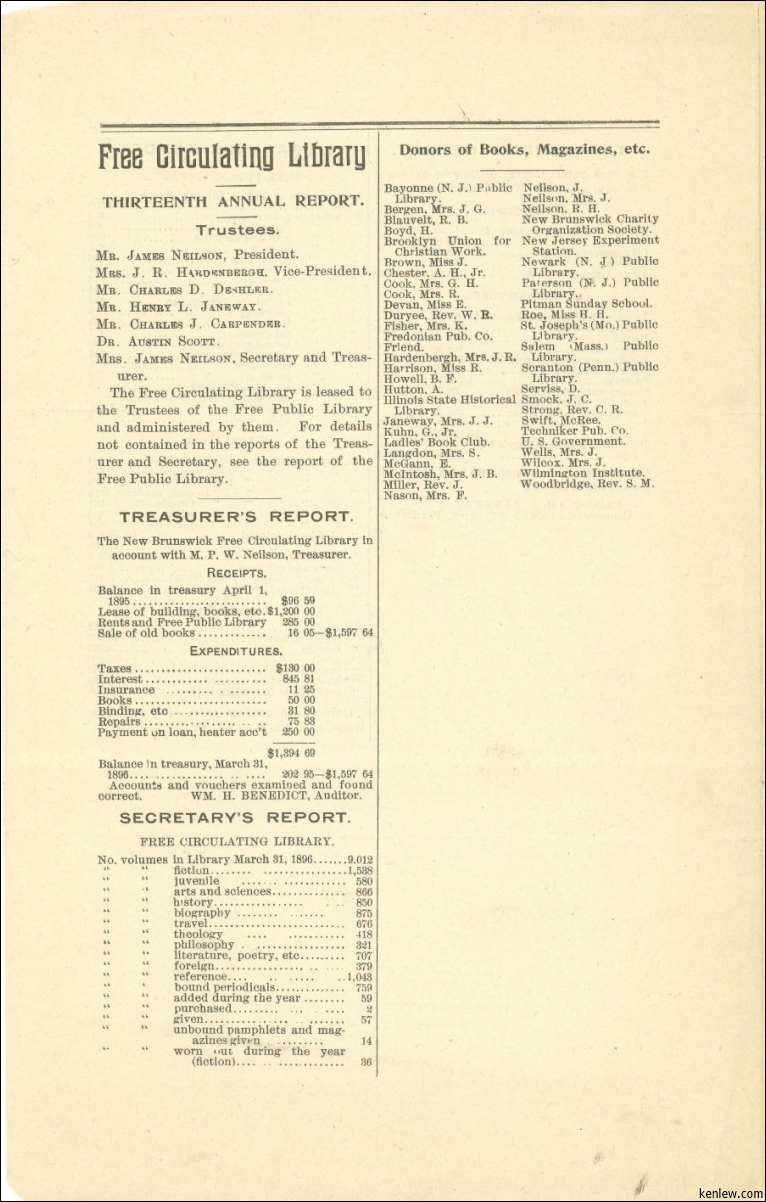 Free Circulating Library
THIRTEENTH ANNUAL REPORT.
Trustees.
MR. JAMES NEILSON, President.
MRS. J. R. HARDENBERGH, Vice-President.
MR. CHARLES D. DESHLER.
MR. HENRY L. JANEWAY.
MR. CHARLES J. CARPENDER.
DR. AUSTIN SCOTT.
MRS. JAMES NEILSON, Secretary and Treas-
urer.
The Free Circulating Library is leased to
the Trustees of the Free Public Library
and administered by them. For details
not contained in the reports of the Treas-
urer and Secretary, see the report of the
Free Public Library.
TREASURER'S REPORT.
The New Brunswick Free Circulating Library in
account with M. P. W. Neilson, Treasurer.
RECEIPTS.
Balance in treasury April 1,
1895........................ $96 59
Lease of building, books, etc.$1,200 00
Rents and Free Public Library 285 00
Sale of old books ............. 16 05—$1,597 64
EXPENDITURES.
Taxes ........................ $130 00
Interest ........................ 845 81
Insurance .................. 11 25
Books ........................ 50 00
Binding, etc .................. 31 80
Repairs ...................... 75 83
Payment on loan, heater acc't 250 00
$1,394 69
Balance in treasury, March 31,
1896........................ 202 95—$1,597 64
Accounts and vouchers examined and found
correct. WM. H. BENEDICT, Auditor.
SECRETARY'S REPORT.
FREE CIRCULATING LIBRARY.
No. volumes in Library March 31, 1896.......9,012
" " fiction........ ....................1,538
" " juvenile ....... ............. 580
" " arts and sciences.............. 866
" " history................. . ... 850
" " biography ........ ....... 875
" " travel......................... 676
" " theology .... ........... 418
" " philosophy . ................. 321
" " literature, poetry, etc........ 707
" " foreign.................. .. ... 379
" " reference.... .. ..... ..1,043
" " bound periodicals............. 759
" " added during the year ........ 59
" " purchased......... ... .... 2
" " given................ .. ....... 57
" " unbound pamphlets and mag-
azines given ......... 14
" " worn out during the year
(fiction).... .. ............. 36
Donors of Books, Magazines, etc.
Bayonne (N. J.) Public
Library.
Bergen, Mrs. J. G.
Blauvelt, R. B.
Boyd, H.
Brooklyn Union for
Christian Work.
Brown, Miss J.
Chester, A. H., Jr.
Cook, Mrs. G. H.
Cook, Mrs. R.
Devan, Miss E.
Duryee, Rev. W. R.
Fisher, Mrs. K.
Fredonian Pub. Co.
Friend.
Hardenbergh, Mrs. J. R.
Harrison, Miss R.
Howell, B. F.
Hutton. A.
Illinois State Historical
Library.
Janeway, Mrs. J. J.
Kuhn, G., Jr,
Ladies' Book Club.
Langdon, Mrs. S.
McGann, E.
McIntosh, Mrs. J. B.
Miller, Rev. J.
Nason, Mrs. F.
Neilson, J.
Neilson, Mrs. J.
Neilson. R. H.
New Brunswick Charity
Organization Society.
New Jersey Experiment
Station.
Newark (N. J ) Public
Library.
Paterson (N. J.) Public
Library.
Pitman Sunday School.
Roe, Miss H. H.
St. Joseph's (Mo.) Public
Library.
Salem (Mass.) Public
Library.
Scranton (Penn.) Public
Library.
Serviss, D.
Smock. J. C.
Strong, Rev. C. R.
Swift, McRee.
Techniker Pub. Co.
U. S. Government.
Wells, Mrs. J.
Wilcox. Mrs. J.
Wilmington Institute.
Woodbridge, Rev. S. M.
kenlew.com